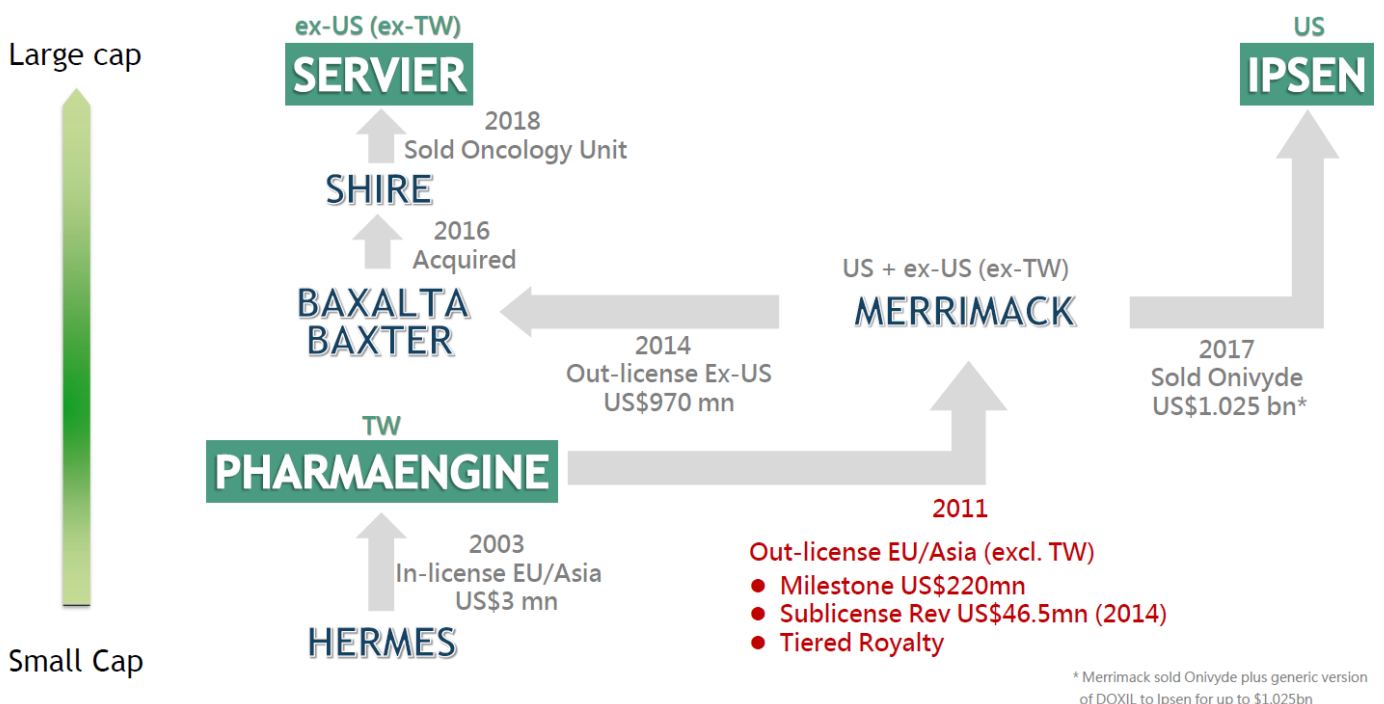 Large cap
ex-US (ex-TW)
SERVIER
US
IPSEN
2018
Sold Oncology Unit
SHIRE
2016
Acquired
US + ex-US (ex-TW)
BAXALTA
BAXTER
MERRIMACK
2014
Out-license Ex-US
US$970 mn
2017
Sold Onivyde
US$1.025 bn*
TW
PHARMAENGINE
2011
2003
In-license EU/Asia
US$3 mn
Out-license EU/Asia (excl. TW)
● Milestone US$220mn
● Sublicense Rev US$46.5mn (2014)
● Tiered Royalty
HERMES
Small Cap
* Merrimack sold Onivyde plus generic version
of DOXIL to Ipsen for up to $1.025bn